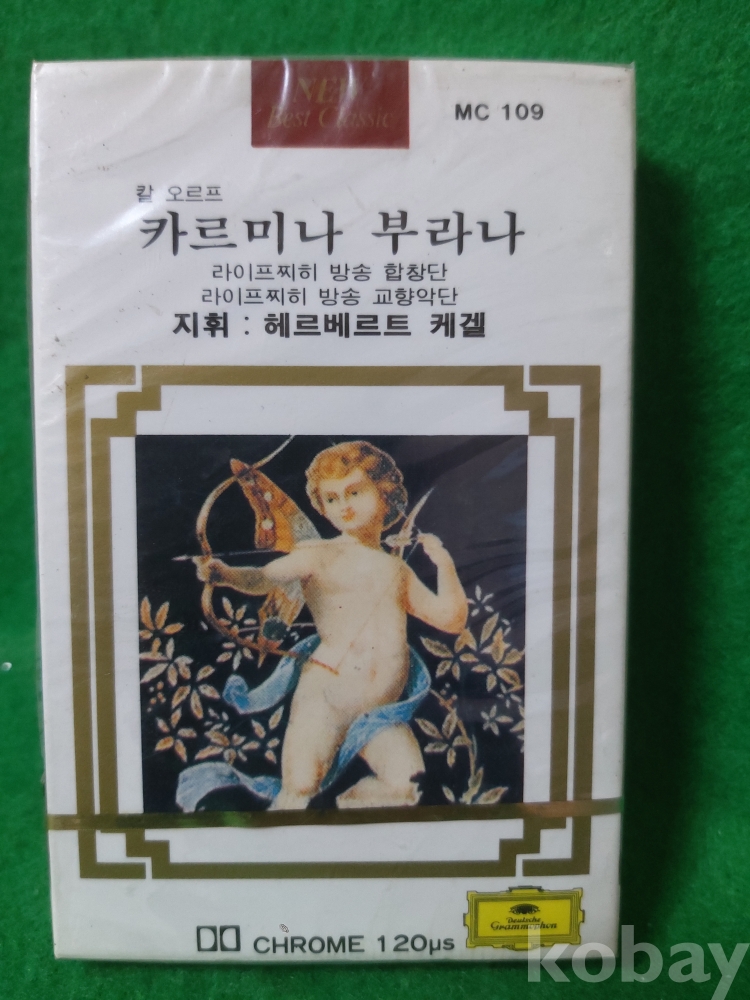 NEW
Best Classic
MC 109
칼 오르프
카르미나 부라나
라이프찌히 방송 합창단
라이프찌히 방송 교향악단
지휘 : 헤르베르트 케겔
Deutsche
Grammophon
CHROME 120µs
kobay